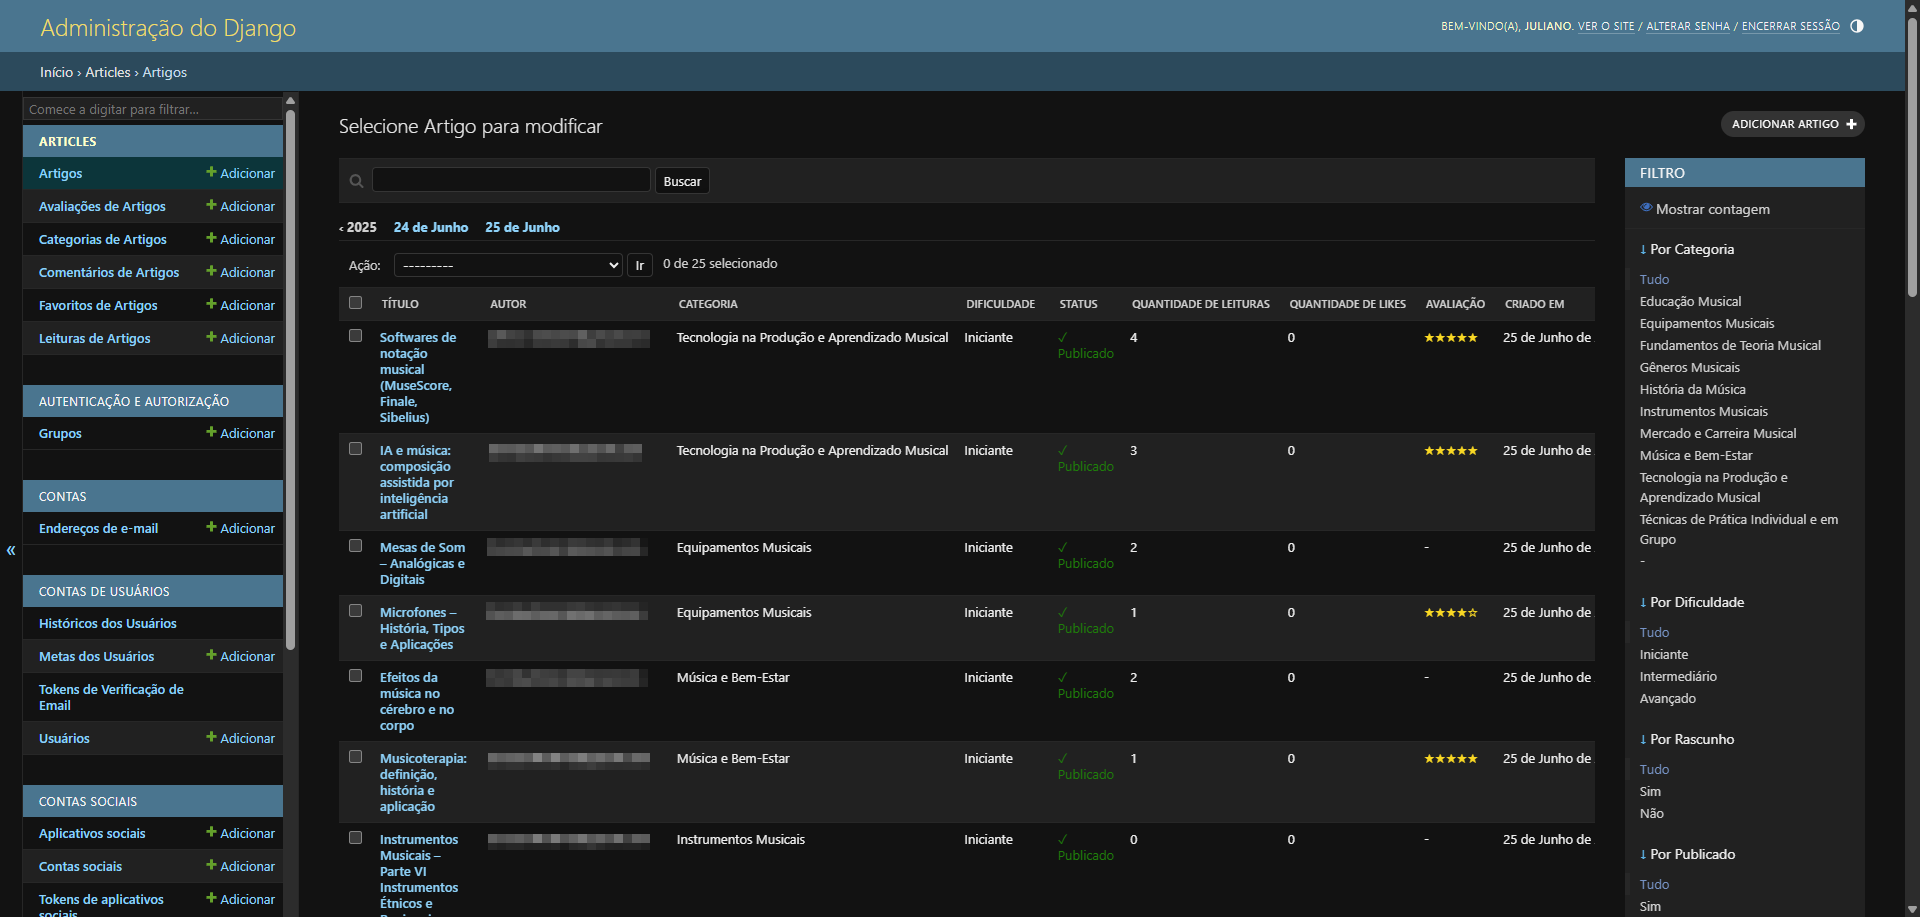 Administração do Django
BEM-VINDO(A), JULIANO. VER O SITE / ALTERAR SENHA / ENCERRAR SESSÃO
Início › Articles › Artigos
Comece a digitar para filtrar...
ARTICLES
Artigos
Adicionar
Avaliações de Artigos
Adicionar
Categorias de Artigos
Adicionar
Comentários de Artigos
Adicionar
Favoritos de Artigos
Adicionar
Leituras de Artigos
Adicionar
AUTENTICAÇÃO E AUTORIZAÇÃO
Grupos
Adicionar
CONTAS
Endereços de e-mail
Adicionar
«
CONTAS DE USUÁRIOS
Históricos dos Usuários
Metas dos Usuários
Adicionar
Tokens de Verificação de
Email
Usuários
Adicionar
CONTAS SOCIAIS
Aplicativos sociais
Adicionar
Contas sociais
Adicionar
Tokens de aplicativos
sociais
Adicionar
Selecione Artigo para modificar
ADICIONAR ARTIGO +
Buscar
‹ 2025 24 de Junho 25 de Junho
Ação: --------- Ir 0 de 25 selecionado
TÍTULO AUTOR CATEGORIA DIFICULDADE STATUS QUANTIDADE DE LEITURAS QUANTIDADE DE LIKES AVALIAÇÃO CRIADO EM
Softwares de
notação
musical
(MuseScore,
Finale,
Sibelius)
Tecnologia na Produção e Aprendizado Musical Iniciante ✓
Publicado
4 0 ★★★★★ 25 de Junho de
IA e música:
composição
assistida por
inteligência
artificial
Tecnologia na Produção e Aprendizado Musical Iniciante ✓
Publicado
3 0 ★★★★★ 25 de Junho de
Mesas de Som
– Analógicas e
Digitais
Equipamentos Musicais Iniciante ✓
Publicado
2 0 - 25 de Junho de
Microfones –
História, Tipos
e Aplicações
Equipamentos Musicais Iniciante ✓
Publicado
1 0 ★★★★☆ 25 de Junho de
Efeitos da
música no
cérebro e no
corpo
Música e Bem-Estar Iniciante ✓
Publicado
2 0 - 25 de Junho de
Musicoterapia:
definição,
história e
aplicação
Música e Bem-Estar Iniciante ✓
Publicado
1 0 ★★★★★ 25 de Junho de
Instrumentos
Musicais –
Parte VI
Instrumentos
Étnicos e
Instrumentos Musicais Iniciante ✓
Publicado
0 0 - 25 de Junho de
FILTRO
Mostrar contagem
↓ Por Categoria
Tudo
Educação Musical
Equipamentos Musicais
Fundamentos de Teoria Musical
Gêneros Musicais
História da Música
Instrumentos Musicais
Mercado e Carreira Musical
Música e Bem-Estar
Tecnologia na Produção e
Aprendizado Musical
Técnicas de Prática Individual e em
Grupo
-
↓ Por Dificuldade
Tudo
Iniciante
Intermediário
Avançado
↓ Por Rascunho
Tudo
Sim
Não
↓ Por Publicado
Tudo
Sim